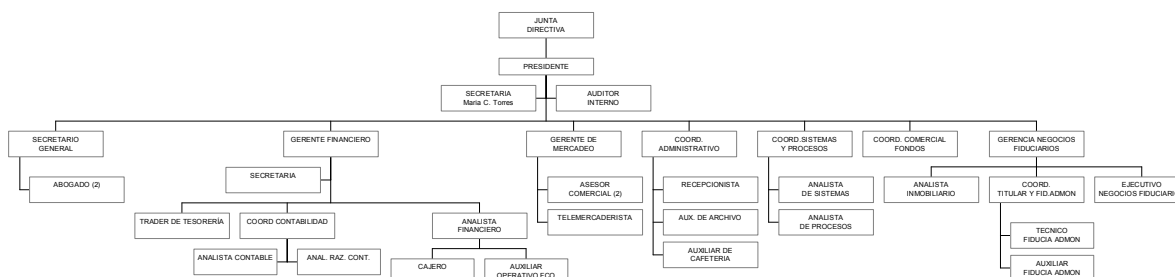 JUNTA
DIRECTIVA
PRESIDENTE
SECRETARIA
Maria C. Torres
AUDITOR
INTERNO
SECRETARIO
GENERAL
GERENTE FINANCIERO
GERENTE DE
MERCADEO
COORD.
ADMINISTRATIVO
COORD.SISTEMAS
Y PROCESOS
COORD. COMERCIAL
FONDOS
GERENCIA NEGOCIOS
FIDUCIARIOS
ABOGADO (2)
SECRETARIA
ASESOR
COMERCIAL (2)
RECEPCIONISTA
ANALISTA
DE SISTEMAS
ANALISTA
INMOBILIARIO
COORD.
TITULAR Y FID.ADMON
EJECUTIVO
NEGOCIOS FIDUCIARIO
TRADER DE TESORERÍA
COORD CONTABILIDAD
ANALISTA
FINANCIERO
TELEMERCADERISTA
AUX. DE ARCHIVO
ANALISTA
DE PROCESOS
TECNICO
FIDUCIA ADMON
ANALISTA CONTABLE
ANAL. RAZ. CONT.
CAJERO
AUXILIAR
OPERATIVO FCO
AUXILIAR DE
CAFETERIA
AUXILIAR
FIDUCIA ADMON